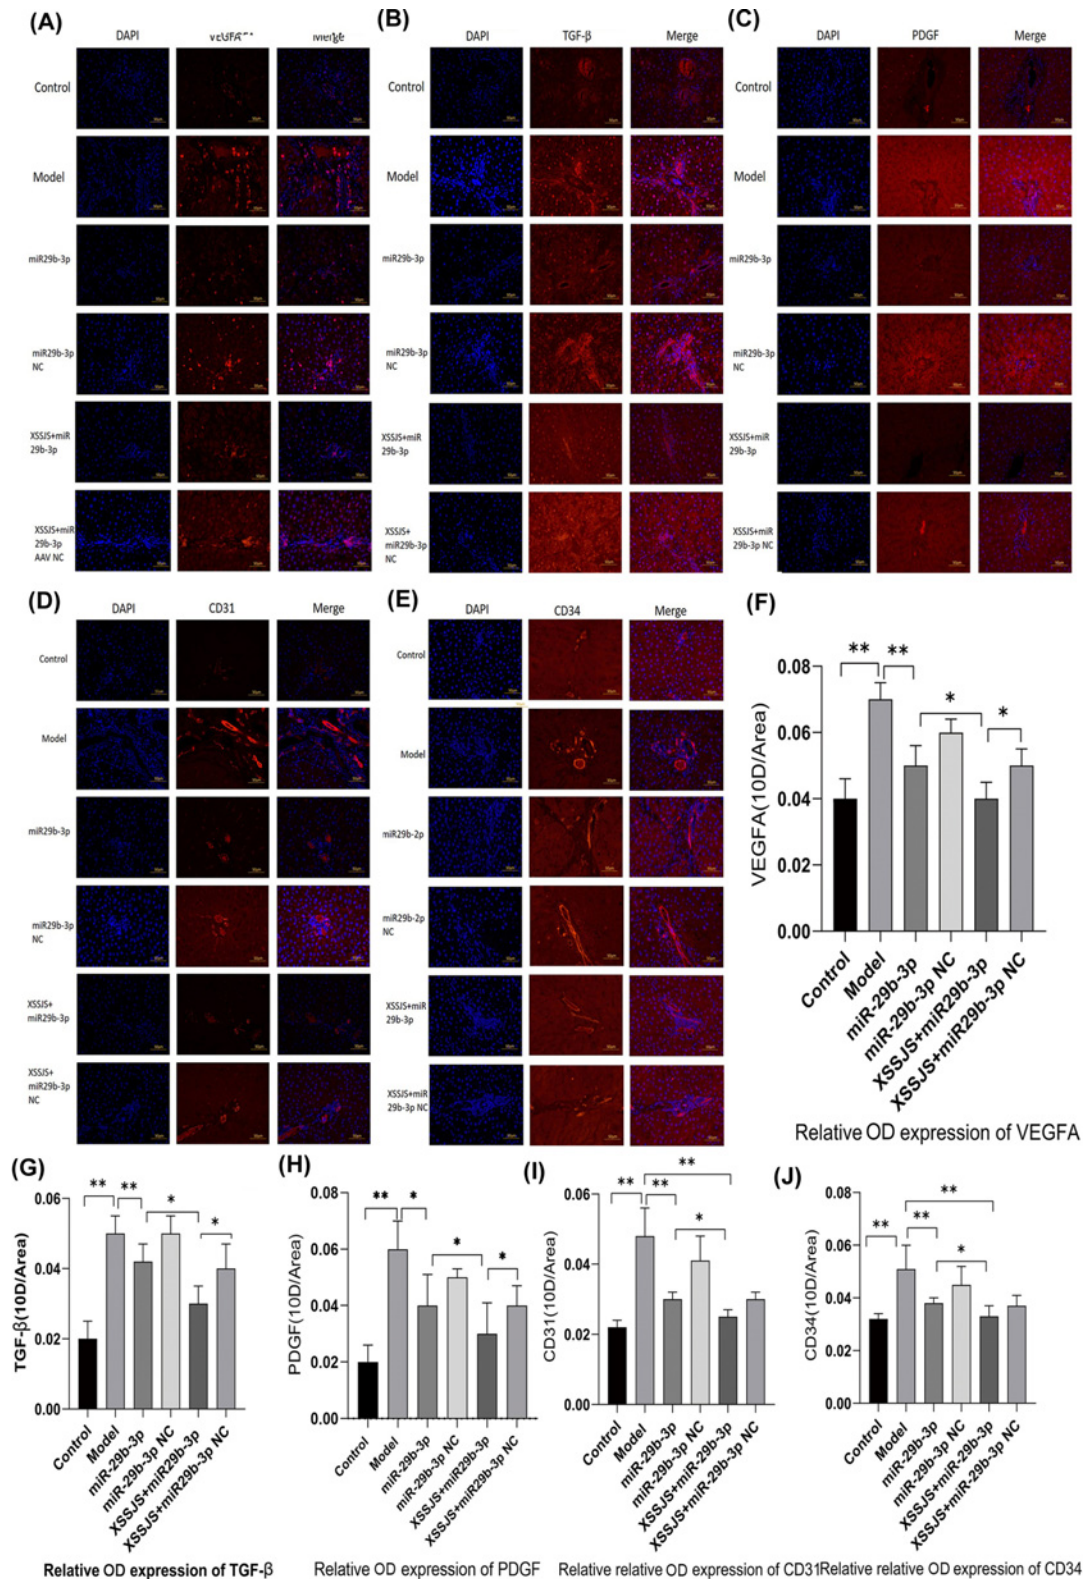 (A)
DAPI VEGFA Merge
Control
Model
miR29b-3p
miR29b-3p
NC
XSSJS+miR
29b-3p
XSSJS+miR
29b-3p
AAV NC
(B)
DAPI TGF-β Merge
Control
Model
miR29b-3p
miR29b-3p
NC
XSSJS+miR
29b-3p
XSSJS+
miR29b-3p
NC
(C)
DAPI PDGF Merge
Control
Model
miR29b-3p
miR29b-3p
NC
XSSJS+miR
29b-3p
XSSJS+miR
29b-3p NC
(D)
DAPI CD31 Merge
Control
Model
miR29b-3p
miR29b-3p
NC
XSSJS+
miR29b-3p
XSSJS+
miR29b-3p
NC
(E)
DAPI CD34 Merge
Control
Model
miR29b-2p
miR29b-2p
NC
XSSJS+miR
29b-3p
XSSJS+miR
29b-3p NC
(F)
VEGFA(10D/Area)
0.08
0.06
0.04
0.02
0.00
** ** * *
Control
Model
miR-29b-3p
miR-29b-3p NC
XSSJS+miR29b-3p
XSSJS+miR29b-3p NC
Relative OD expression of VEGFA
(G)
TGF-β(10D/Area)
0.06
0.04
0.02
0.00
** ** * *
Control
Model
miR-29b-3p
miR-29b-3p NC
XSSJS+miR29b-3p
XSSJS+miR29b-3p NC
Relative OD expression of TGF-β
(H)
PDGF(10D/Area)
0.08
0.06
0.04
0.02
0.00
** * * *
Control
Model
miR-29b-3p
miR-29b-3p NC
XSSJS+miR29b-3p
XSSJS+miR29b-3p NC
Relative OD expression of PDGF
(I)
CD31(10D/Area)
0.06
0.04
0.02
0.00
** ** ** *
Control
Model
miR-29b-3p
miR-29b-3p NC
XSSJS+miR-29b-3p
XSSJS+miR-29b-3p NC
Relative relative OD expression of CD31
(J)
CD34(10D/Area)
0.08
0.06
0.04
0.02
0.00
** ** ** *
Control
Model
miR-29b-3p
miR-29b-3p NC
XSSJS+miR-29b-3p
XSSJS+miR-29b-3p NC
Relative relative OD expression of CD34